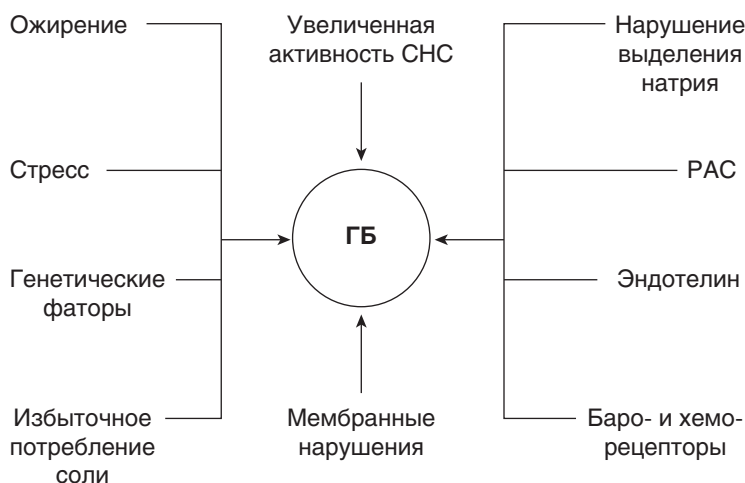 Ожирение
Стресс
Генетические
фаторы
Избыточное
потребление
соли
Увеличенная
активность СНС
ГБ
Мембранные
нарушения
Нарушение
выделения
натрия
РАС
Эндотелин
Баро- и хемо-
рецепторы